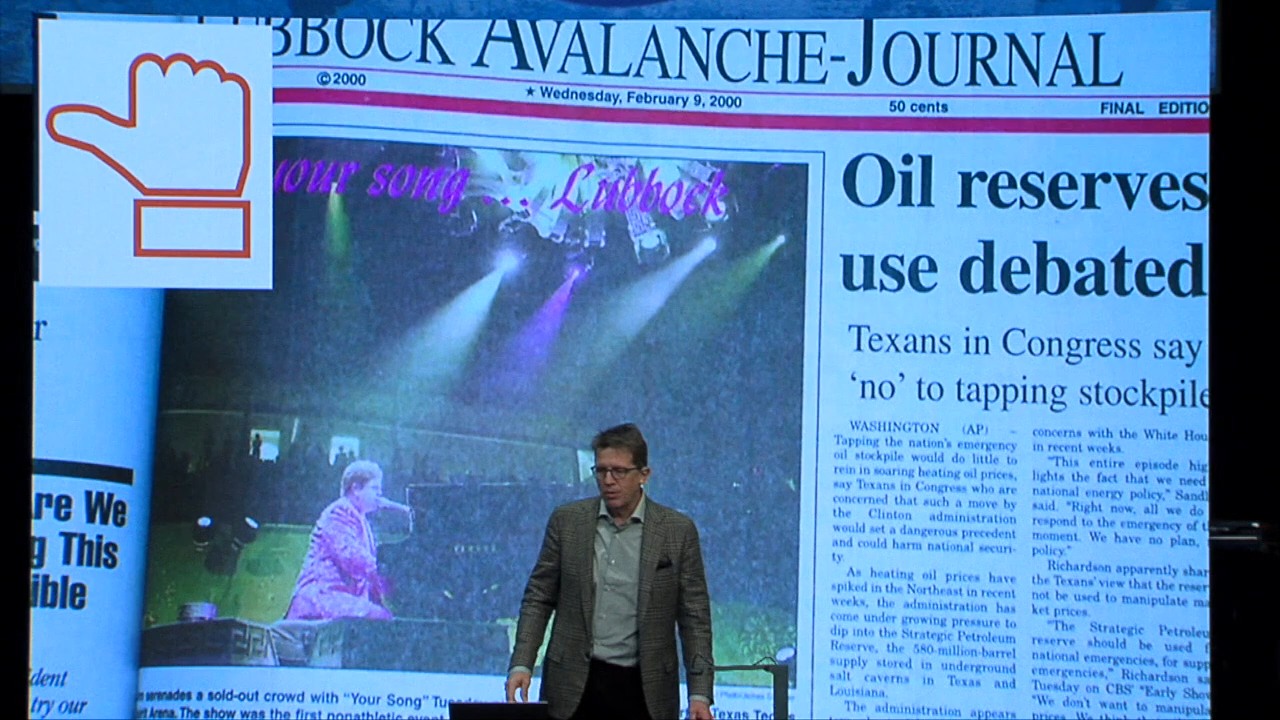 BBOCK AVALANCHE-JOURNAL
©2000
★ Wednesday, February 9, 2000
50 cents
FINAL EDITIO
your song ... Lubbock
Oil reserves
use debated
Texans in Congress say
‘no’ to tapping stockpile
WASHINGTON (AP) –
Tapping the nation's emergency
oil stockpile would do little to
rein in soaring heating oil prices,
say Texans in Congress who are
concerned that such a move by
the Clinton administration
would set a dangerous precedent
and could harm national securi-
ty.
As heating oil prices have
spiked in the Northeast in recent
weeks, the administration has
come under growing pressure to
dip into the Strategic Petroleum
Reserve, the 580-million-barrel
supply stored in underground
salt caverns in Texas and
Louisiana.
The administration appears
concerns with the White Hou
in recent weeks.
"This entire episode hig
lights the fact that we need
national energy policy," Sandl
said. "Right now, all we do
respond to the emergency of t
moment. We have no plan,
policy."
Richardson apparently shar
the Texans' view that the reser
not be used to manipulate ma
ket prices.
"The Strategic Petroleu
reserve should be used f
national emergencies, for supp
emergencies," Richardson sa
Tuesday on CBS' "Early Show
"We don't want to manipula
r
re We
g This
ible
dent
try our
serenades a sold-out crowd with "Your Song" Tue
Arena. The show was the first nonathletic event
Texas Tec